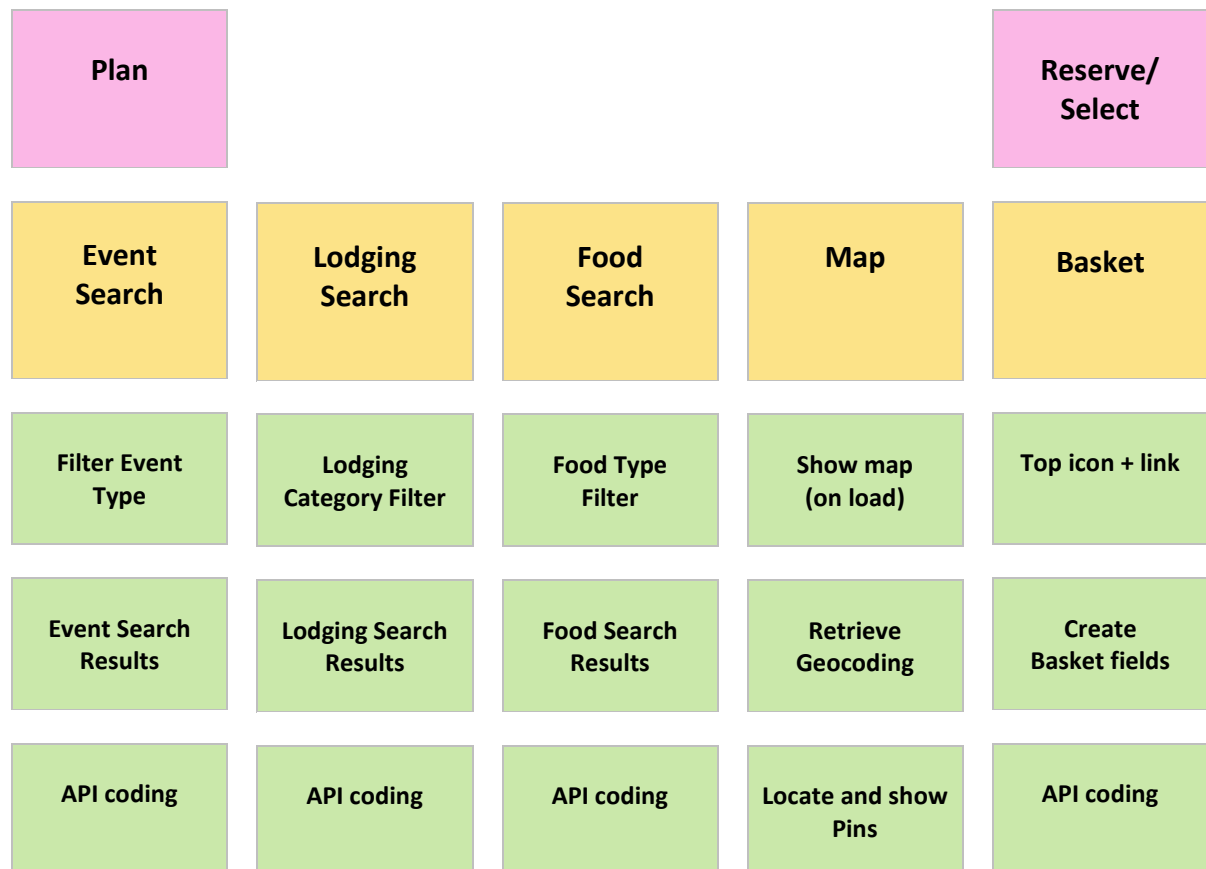 Plan
Reserve/
Select
Event
Search
Lodging
Search
Food
Search
Map
Basket
Filter Event
Type
Lodging
Category Filter
Food Type
Filter
Show map
(on load)
Top icon + link
Event Search
Results
Lodging Search
Results
Food Search
Results
Retrieve
Geocoding
Create
Basket fields
API coding
API coding
API coding
Locate and show
Pins
API coding